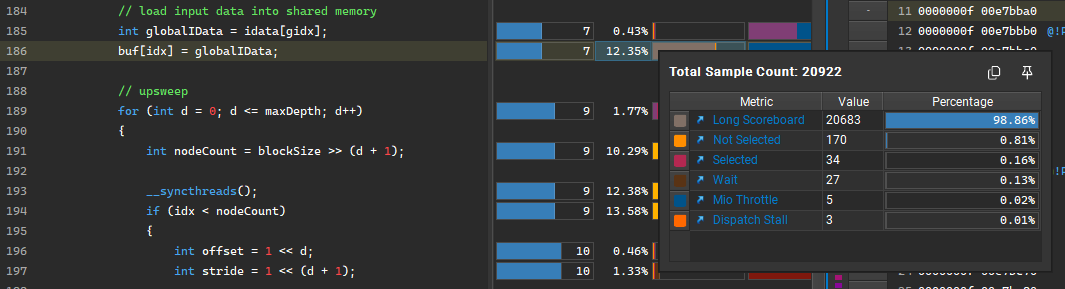 184 // load input data into shared memory
185 int globalIData = idata[gidx]; 7 0.43%
186 buf[idx] = globalIData; 7 12.35%
187
188 // upsweep
189 for (int d = 0; d <= maxDepth; d++) 9 1.77%
190 {
191 int nodeCount = blockSize >> (d + 1); 9 10.29%
192
193 __syncthreads(); 9 12.38%
194 if (idx < nodeCount) 9 13.58%
195 {
196 int offset = 1 << d; 10 0.46%
197 int stride = 1 << (d + 1); 10 1.33%
- 11 0000000f 00e7bba0
12 0000000f 00e7bbb0 @!P
13 0000000f 00e7bbc0
Total Sample Count: 20922
Metric Value Percentage
Long Scoreboard 20683 98.86%
Not Selected 170 0.81%
Selected 34 0.16%
Wait 27 0.13%
Mio Throttle 5 0.02%
Dispatch Stall 3 0.01%